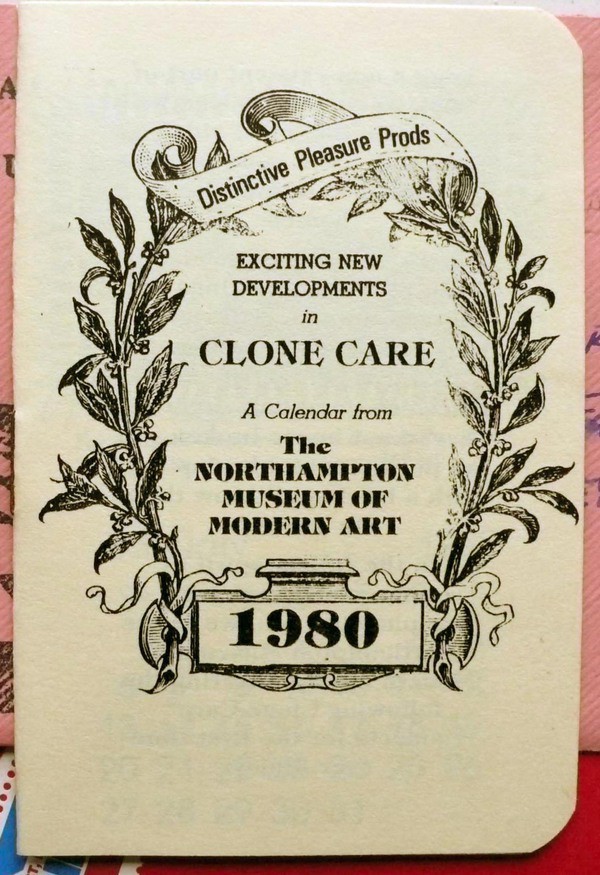 Distinctive Pleasure Prods
EXCITING NEW
DEVELOPMENTS
in
CLONE CARE
A Calendar from
The
NORTHAMPTON
MUSEUM OF
MODERN ART
1980